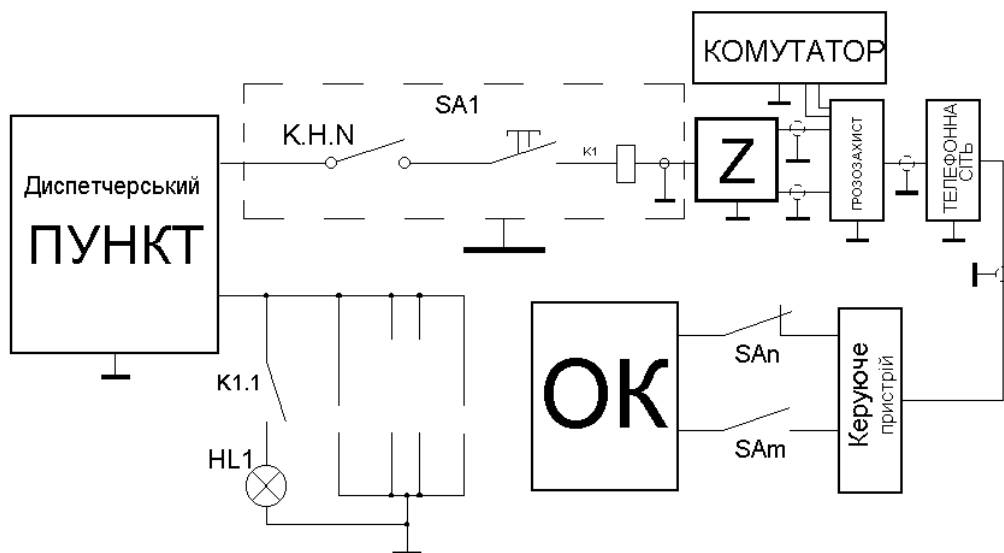 КОМУТАТОР
SA1
K.H.N
K1
Z
ГРОЗОЗАХИСТ
ТЕЛЕФОННА
СІТЬ
Диспетчерський
ПУНКТ
K1.1
HL1
ОК
SAn
SAm
Керуюче
пристрій